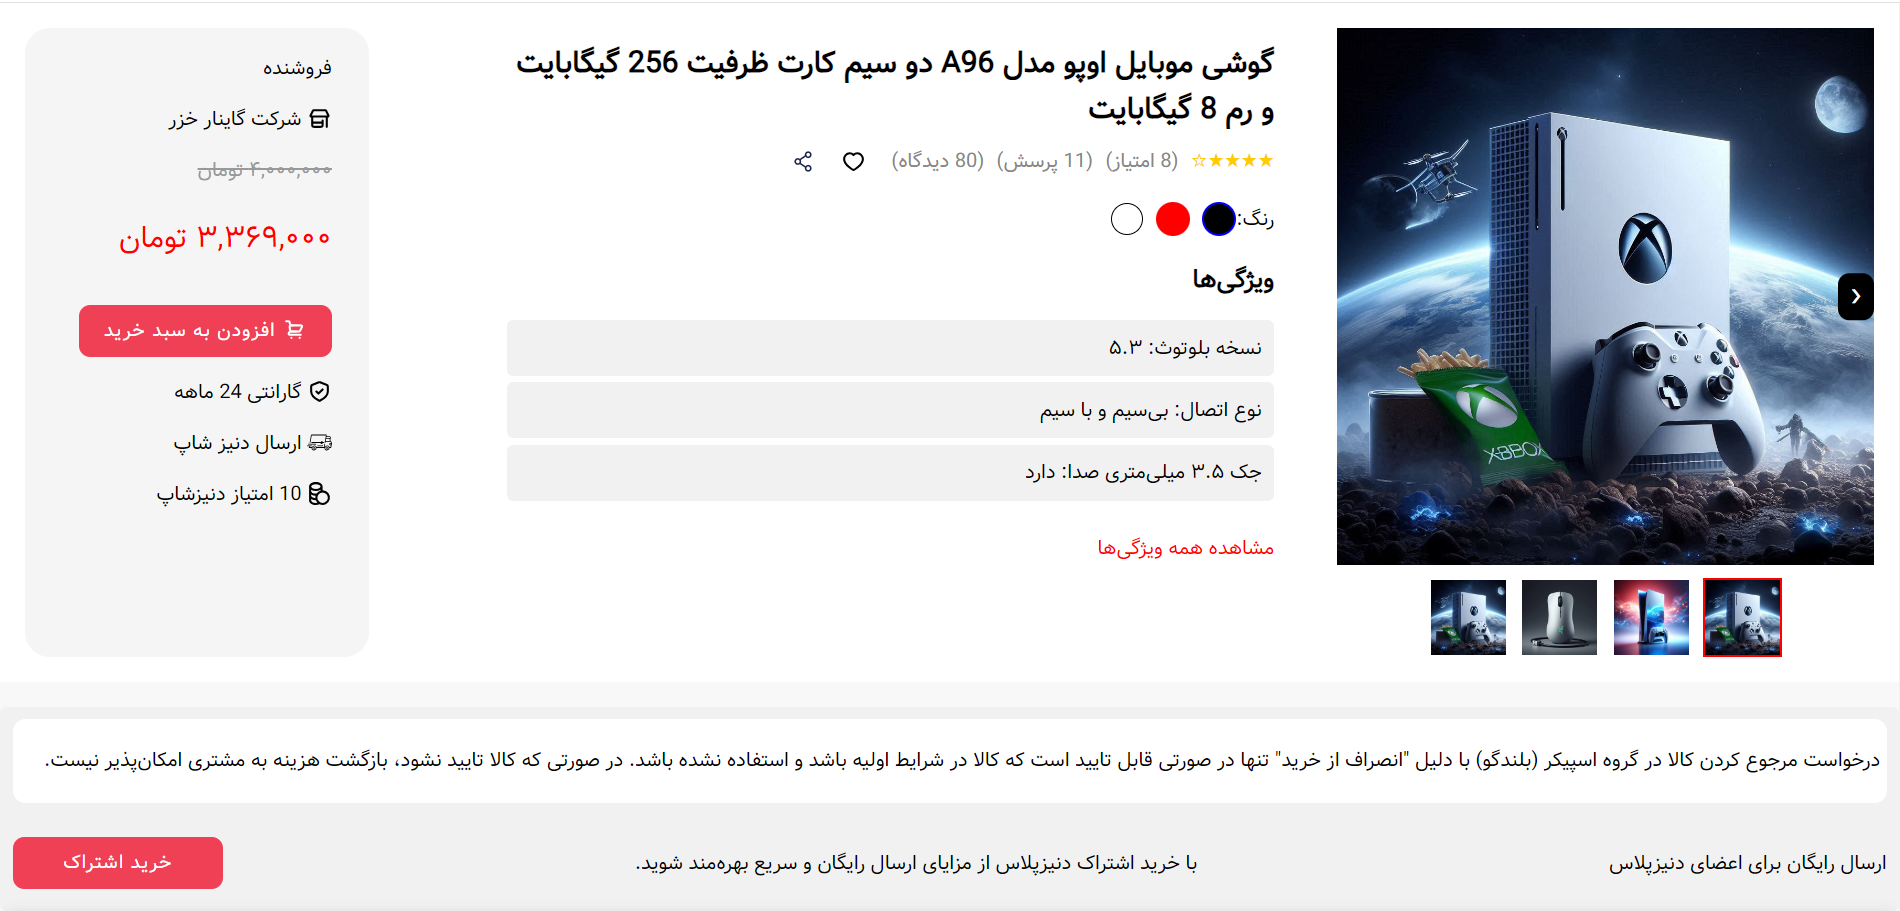 گوشی موبایل اوپو مدل A96 دو سیم کارت ظرفیت 256 گیگابایت
و رم 8 گیگابایت
★★★★☆ (8 امتیاز) (11 پرسش) (80 دیدگاه)
رنگ:
ویژگی‌ها
نسخه بلوتوث: ۵.۳
نوع اتصال: بی‌سیم و با سیم
جک ۳.۵ میلی‌متری صدا: دارد
مشاهده همه ویژگی‌ها
XBBOX
فروشنده
شرکت گاینار خزر
۴,۰۰۰,۰۰۰ تومان
۳,۳۶۹,۰۰۰ تومان
افزودن به سبد خرید
گارانتی 24 ماهه
ارسال دنیز شاپ
10 امتیاز دنیزشاپ
درخواست مرجوع کردن کالا در گروه اسپیکر (بلندگو) با دلیل "انصراف از خرید" تنها در صورتی قابل تایید است که کالا در شرایط اولیه باشد و استفاده نشده باشد. در صورتی که کالا تایید نشود، بازگشت هزینه به مشتری امکان‌پذیر نیست.
ارسال رایگان برای اعضای دنیزپلاس
با خرید اشتراک دنیزپلاس از مزایای ارسال رایگان و سریع بهره‌مند شوید.
خرید اشتراک